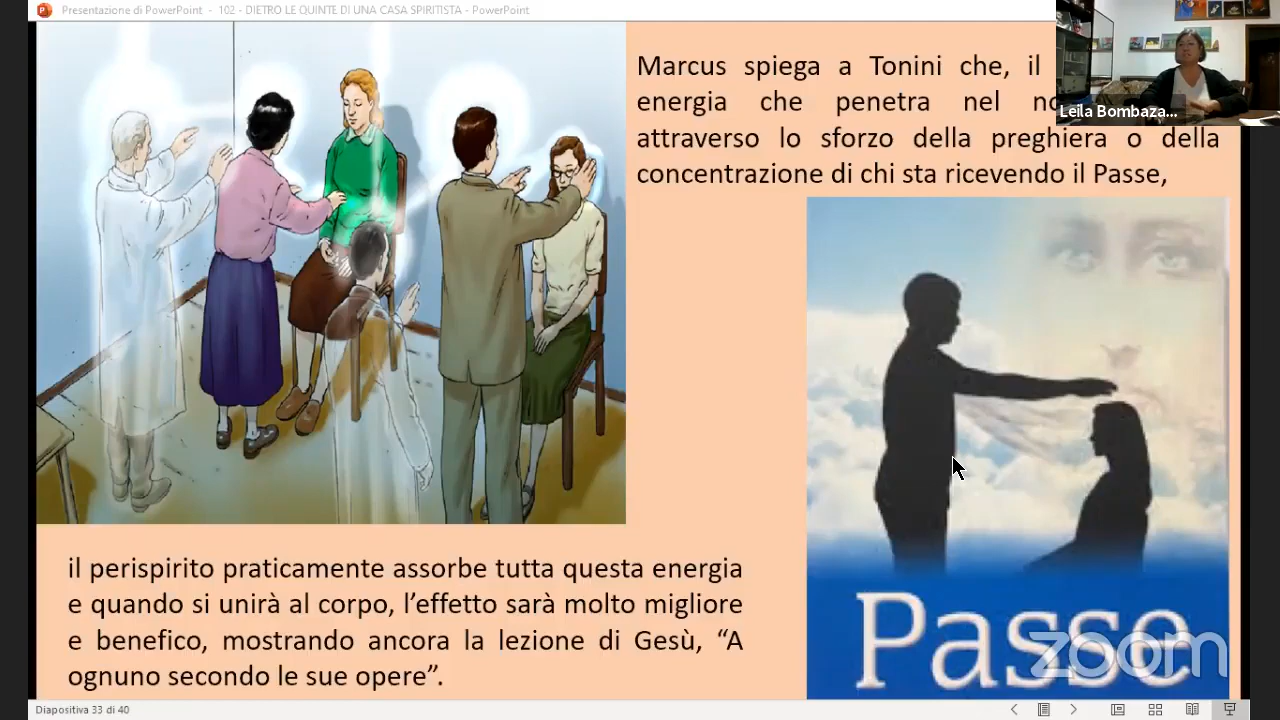 Presentazione di PowerPoint - 102 - DIETRO LE QUINTE DI UNA CASA SPIRITISTA - PowerPoint
Marcus spiega a Tonini che, il
energia che penetra nel
attraverso lo sforzo della preghiera o della
concentrazione di chi sta ricevendo il Passe,
Leila Bombaza...
il perispirito praticamente assorbe tutta questa energia
e quando si unirà al corpo, l’effetto sarà molto migliore
e benefico, mostrando ancora la lezione di Gesù, “A
ognuno secondo le sue opere”.
Passe
zoom
Diapositiva 33 di 40